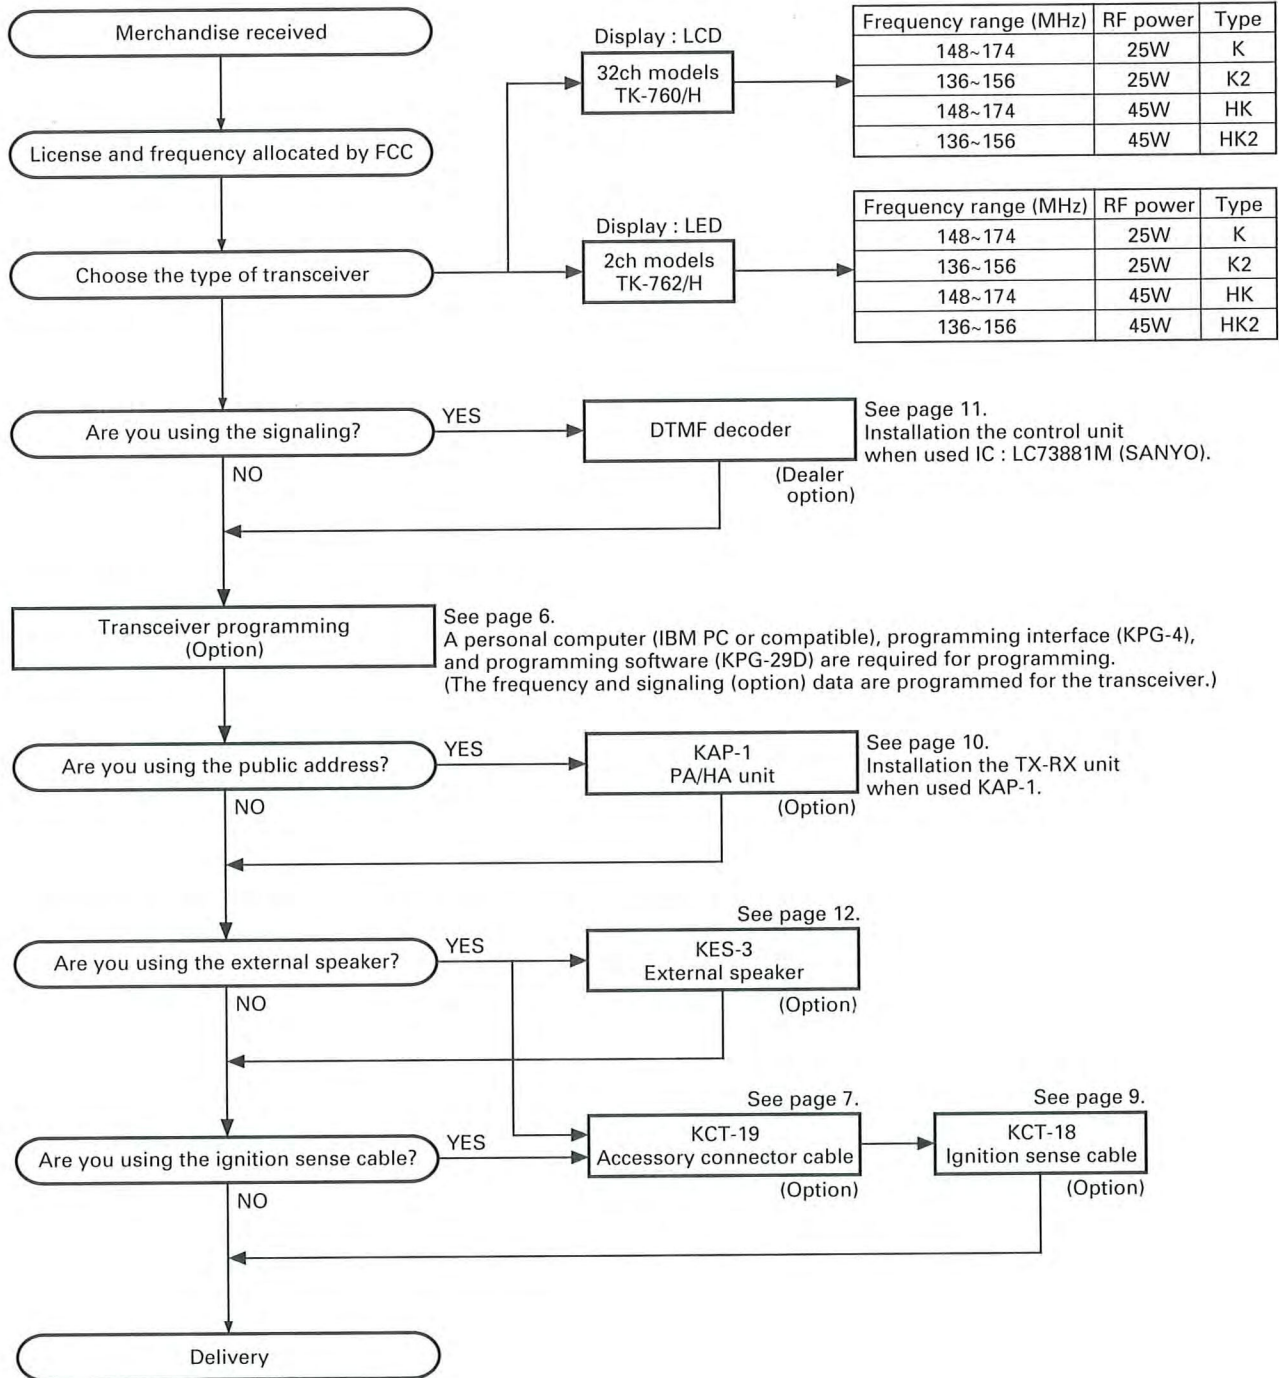 Merchandise received
License and frequency allocated by FCC
Choose the type of transceiver
Display : LCD
32ch models
TK-760/H
Frequency range (MHz) RF power Type
148~174 25W K
136~156 25W K2
148~174 45W HK
136~156 45W HK2
Display : LED
2ch models
TK-762/H
Frequency range (MHz) RF power Type
148~174 25W K
136~156 25W K2
148~174 45W HK
136~156 45W HK2
Are you using the signaling?
YES
NO
DTMF decoder
(Dealer
option)
See page 11.
Installation the control unit
when used IC : LC73881M (SANYO).
Transceiver programming
(Option)
See page 6.
A personal computer (IBM PC or compatible), programming interface (KPG-4),
and programming software (KPG-29D) are required for programming.
(The frequency and signaling (option) data are programmed for the transceiver.)
Are you using the public address?
YES
NO
KAP-1
PA/HA unit
(Option)
See page 10.
Installation the TX-RX unit
when used KAP-1.
Are you using the external speaker?
YES
NO
See page 12.
KES-3
External speaker
(Option)
Are you using the ignition sense cable?
YES
NO
See page 7.
KCT-19
Accessory connector cable
(Option)
See page 9.
KCT-18
Ignition sense cable
(Option)
Delivery